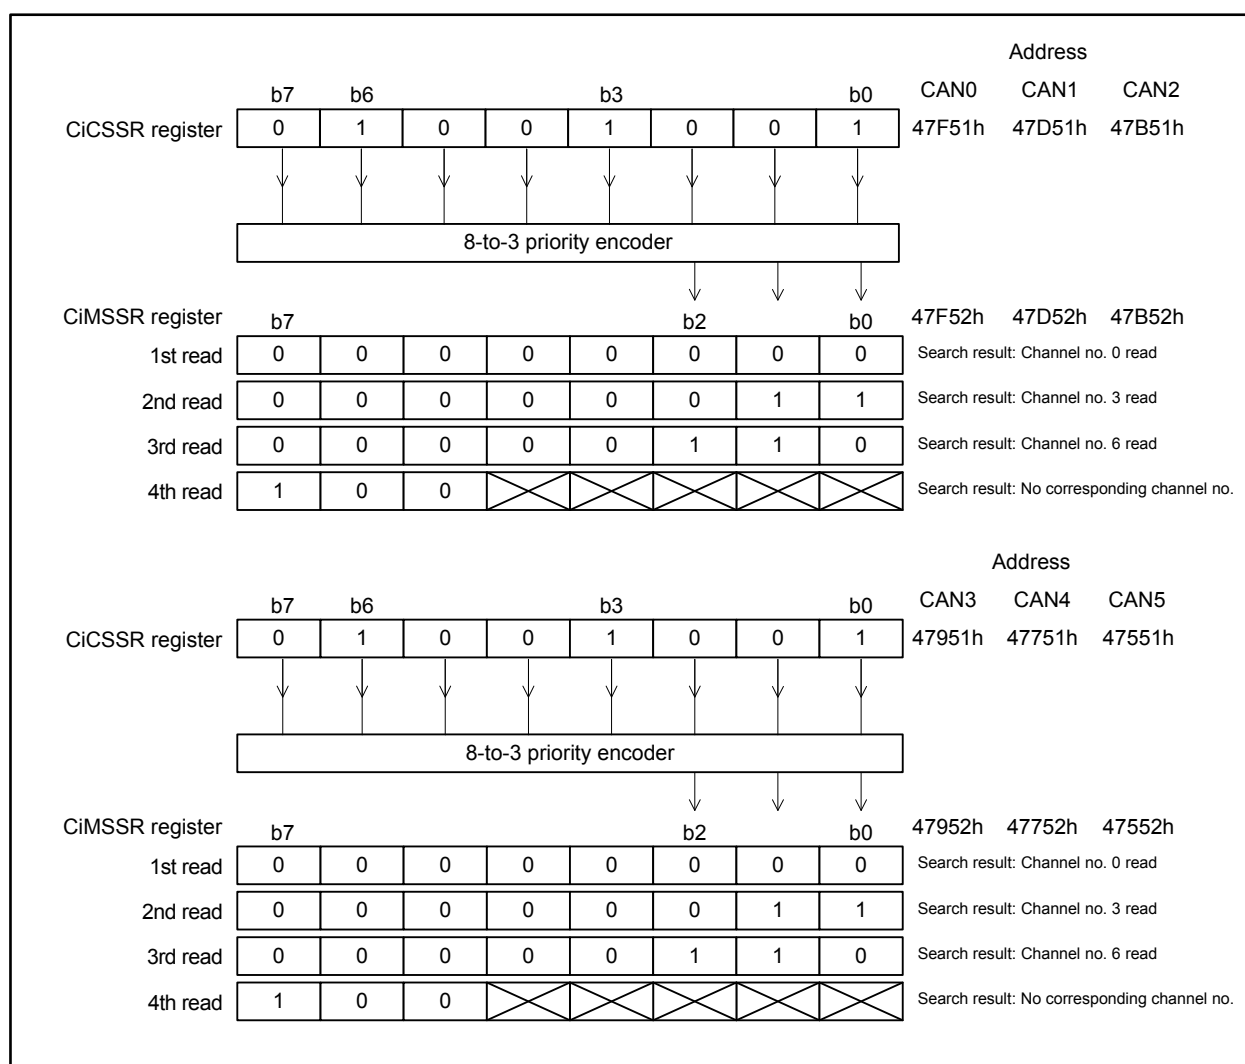 Address
b7 b6 b3 b0 CAN0 CAN1 CAN2
CiCSSR register 0 1 0 0 1 0 0 1 47F51h 47D51h 47B51h
8-to-3 priority encoder
CiMSSR register b7 b2 b0 47F52h 47D52h 47B52h
1st read 0 0 0 0 0 0 0 0 Search result: Channel no. 0 read
2nd read 0 0 0 0 0 0 1 1 Search result: Channel no. 3 read
3rd read 0 0 0 0 0 1 1 0 Search result: Channel no. 6 read
4th read 1 0 0 Search result: No corresponding channel no.
Address
b7 b6 b3 b0 CAN3 CAN4 CAN5
CiCSSR register 0 1 0 0 1 0 0 1 47951h 47751h 47551h
8-to-3 priority encoder
CiMSSR register b7 b2 b0 47952h 47752h 47552h
1st read 0 0 0 0 0 0 0 0 Search result: Channel no. 0 read
2nd read 0 0 0 0 0 0 1 1 Search result: Channel no. 3 read
3rd read 0 0 0 0 0 1 1 0 Search result: Channel no. 6 read
4th read 1 0 0 Search result: No corresponding channel no.